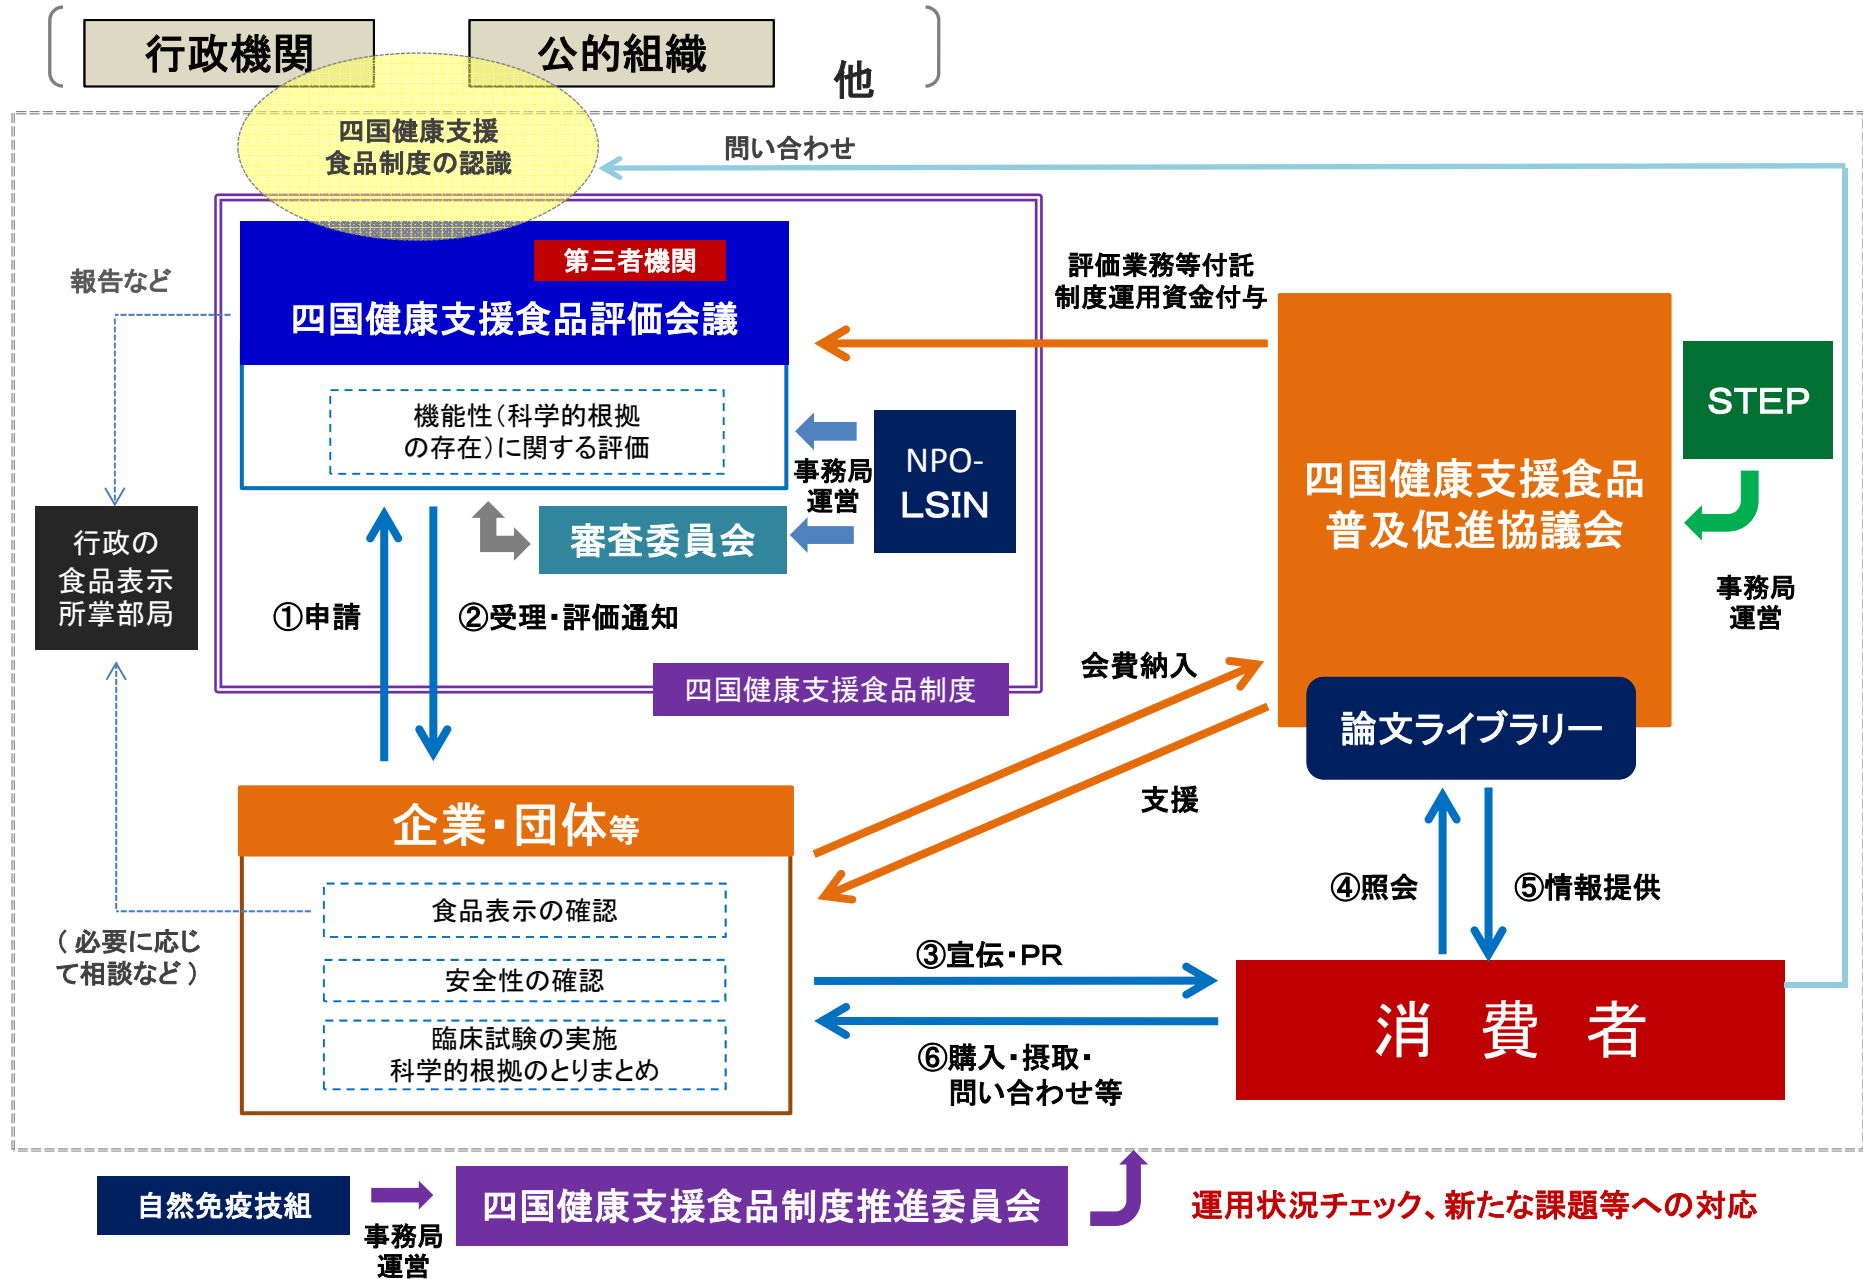 行政機関
公的組織
他
四国健康支援
食品制度の認識
問い合わせ
第三者機関
四国健康支援食品評価会議
報告など
評価業務等付託
制度運用資金付与
機能性(科学的根拠
の存在)に関する評価
NPO-
LSIN
事務局
運営
審査委員会
STEP
四国健康支援食品
普及促進協議会
事務局
運営
行政の
食品表示
所掌部局
①申請
②受理・評価通知
四国健康支援食品制度
会費納入
支援
論文ライブラリー
企業・団体等
食品表示の確認
安全性の確認
臨床試験の実施
科学的根拠のとりまとめ
(必要に応じ
て相談など)
③宣伝・PR
④照会
⑤情報提供
⑥購入・摂取・
問い合わせ等
消 費 者
自然免疫技組
事務局
運営
四国健康支援食品制度推進委員会
運用状況チェック、新たな課題等への対応